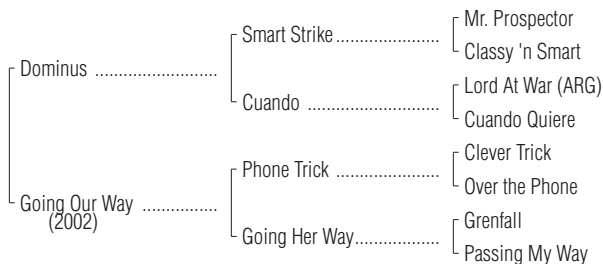 Mr. Prospector
Smart Strike ....................
Classy 'n Smart
Dominus ........................
Lord At War (ARG)
Cuando .........................
Cuando Quiere
Clever Trick
Phone Trick ....................
Over the Phone
Going Our Way ...............
(2002)
Grenfall
Going Her Way................
Passing My Way